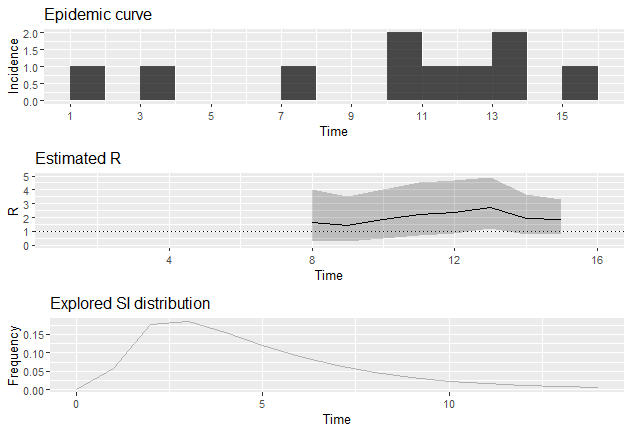 Epidemic curve
Incidence
2.0
1.5
1.0
0.5
0.0
1 3 5 7 9 11 13 15
Time
Estimated R
R
5
4
3
2
1
0
4 8 12 16
Time
Explored SI distribution
Frequency
0.15
0.10
0.05
0.00
0 5 10
Time